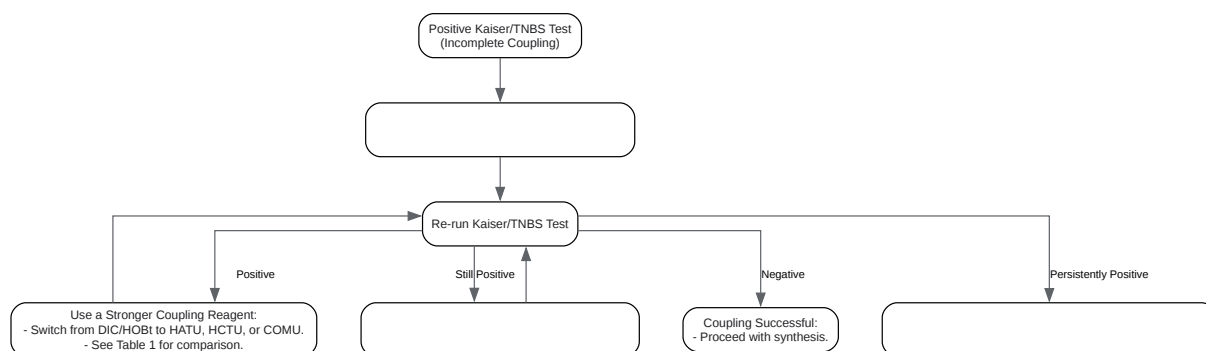 Positive Kaiser/TNBS Test
(Incomplete Coupling)
Re-run Kaiser/TNBS Test
Positive
Still Positive
Negative
Persistently Positive
Use a Stronger Coupling Reagent:
- Switch from DIC/HOBt to HATU, HCTU, or COMU.
- See Table 1 for comparison.
Coupling Successful:
- Proceed with synthesis.